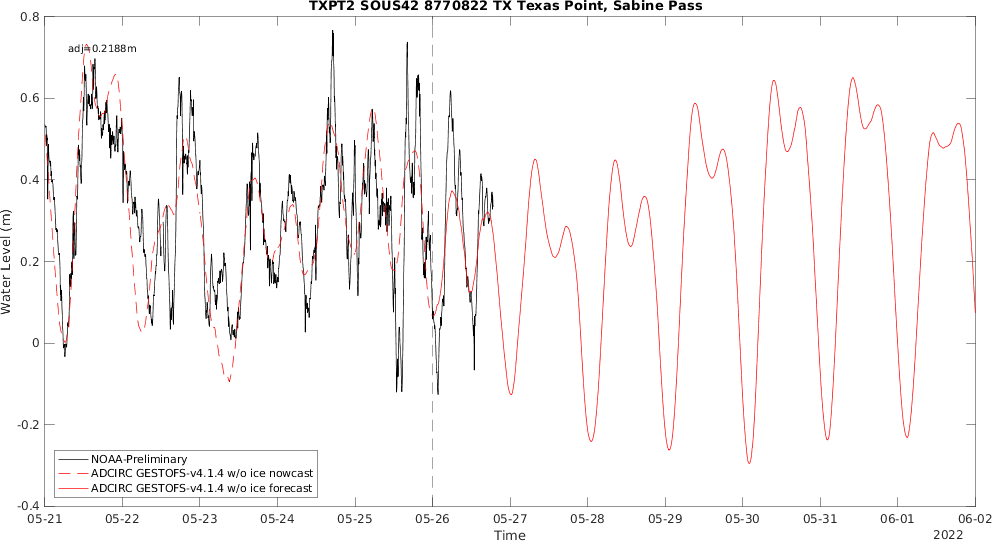 TXPT2 SOUS42 8770822 TX Texas Point, Sabine Pass
adj=0.2188m
Water Level (m)
0.8
0.6
0.4
0.2
0
-0.2
-0.4
NOAA-Preliminary
ADCIRC GESTOFS-v4.1.4 w/o ice nowcast
ADCIRC GESTOFS-v4.1.4 w/o ice forecast
05-21 05-22 05-23 05-24 05-25 05-26 05-27 05-28 05-29 05-30 05-31 06-01 06-02
Time
2022